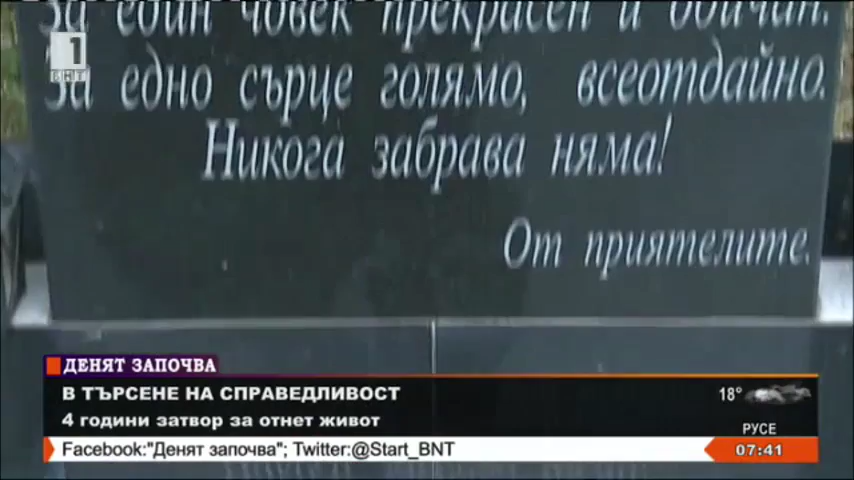 За един човек прекрасен и обичан.
1
БНТ
За едно сърце голямо, всеотдайно.
Никога забрава няма!
От приятелите.
ДЕНЯТ ЗАПОЧВА
В ТЪРСЕНЕ НА СПРАВЕДЛИВОСТ
4 години затвор за отнет живот
18°
РУСЕ
Facebook:"Денят започва"; Twitter:@Start_BNT
07:41